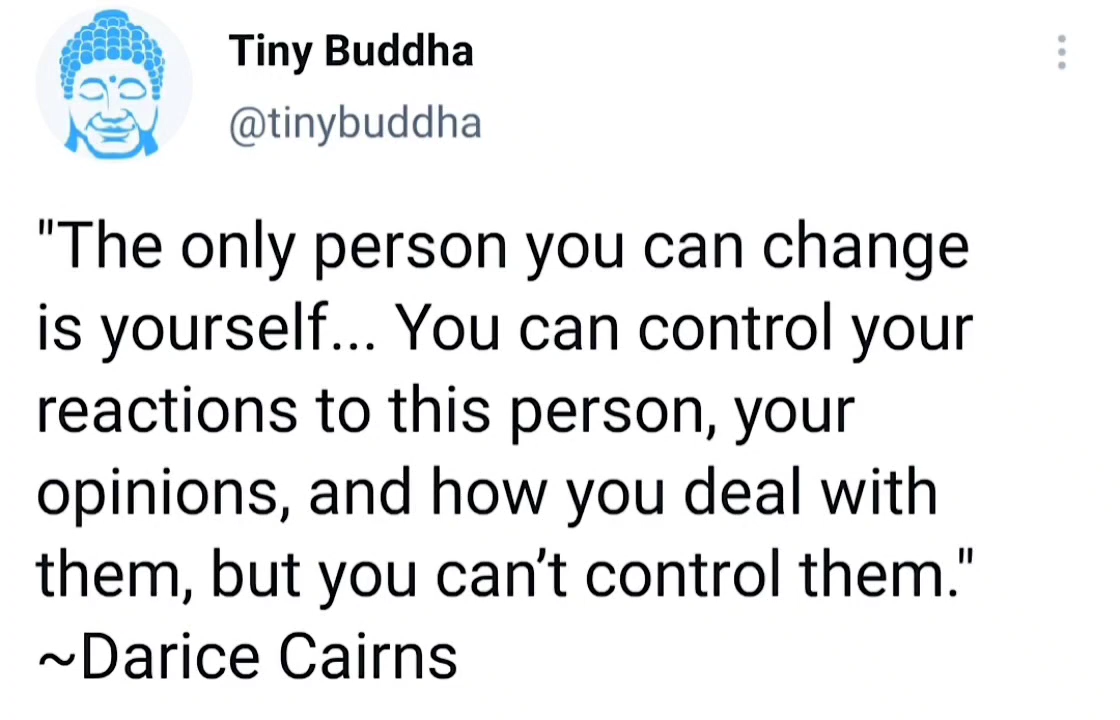 Tiny Buddha
@tinybuddha
"The only person you can change
is yourself... You can control your
reactions to this person, your
opinions, and how you deal with
them, but you can’t control them."
~Darice Cairns